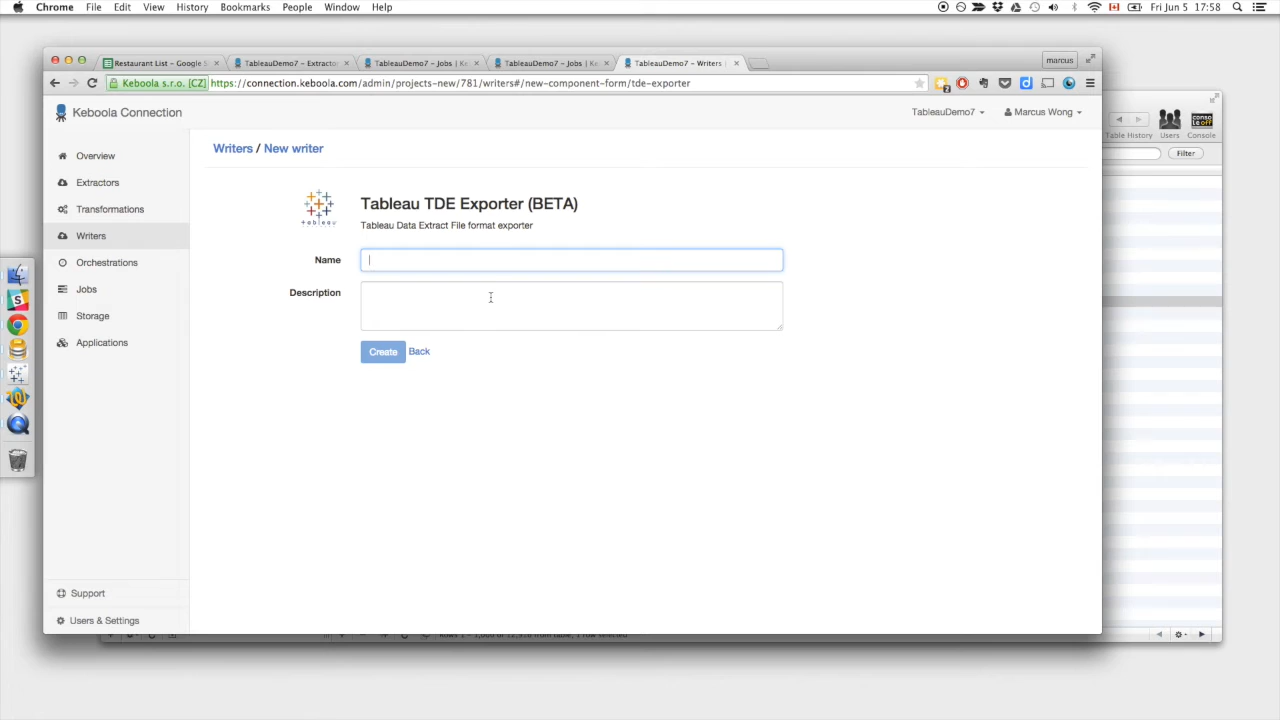 Chrome File Edit View History Bookmarks People Window Help Fri Jun 5 17:58
Restaurant List – Google S TableauDemo7 – Extracto TableauDemo7 – Jobs | Ke TableauDemo7 – Jobs | Ke TableauDemo7 – Writers marcus
Keboola s.r.o. [CZ] https://connection.keboola.com/admin/projects-new/781/writers#/new-component-form/tde-exporter
Keboola Connection TableauDemo7 Marcus Wong
Table History Users Console
Filter
Overview
Extractors
Transformations
Writers
Orchestrations
Jobs
Storage
Applications
Support
Users & Settings
Writers / New writer
tableau
Tableau TDE Exporter (BETA)
Tableau Data Extract File format exporter
Name
Description
Create Back